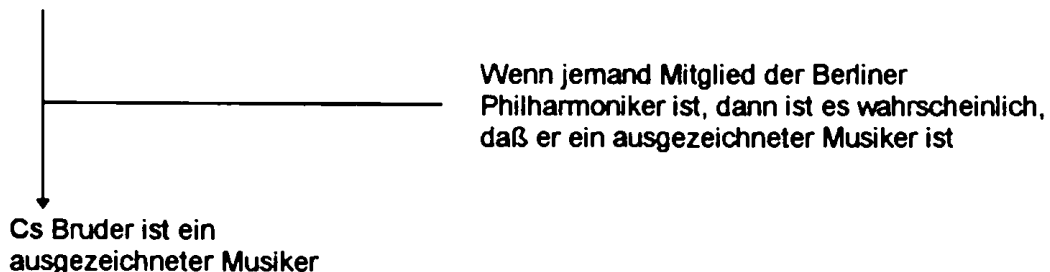 Wenn jemand Mitglied der Berliner
Philharmoniker ist, dann ist es wahrscheinlich,
daß er ein ausgezeichneter Musiker ist
Cs Bruder ist ein
ausgezeichneter Musiker